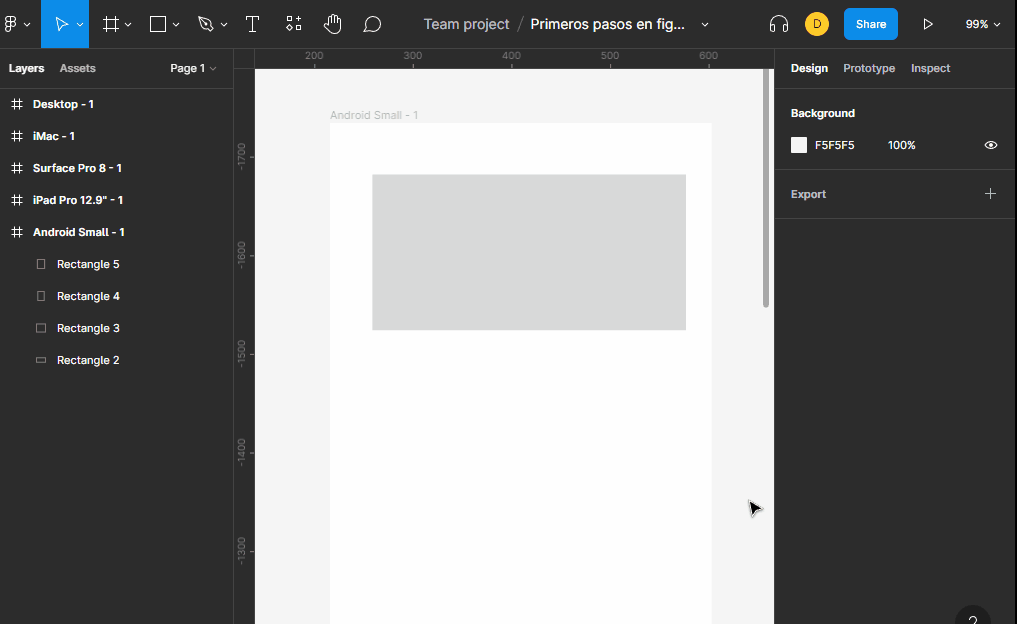 Team project / Primeros pasos en fig...
D
Share
99%
Layers
Assets
Page 1
Desktop - 1
iMac - 1
Surface Pro 8 - 1
iPad Pro 12.9" - 1
Android Small - 1
Rectangle 5
Rectangle 4
Rectangle 3
Rectangle 2
200
300
400
500
600
-1700
-1600
-1500
-1400
-1300
Android Small - 1
Design
Prototype
Inspect
Background
F5F5F5
100%
Export
?